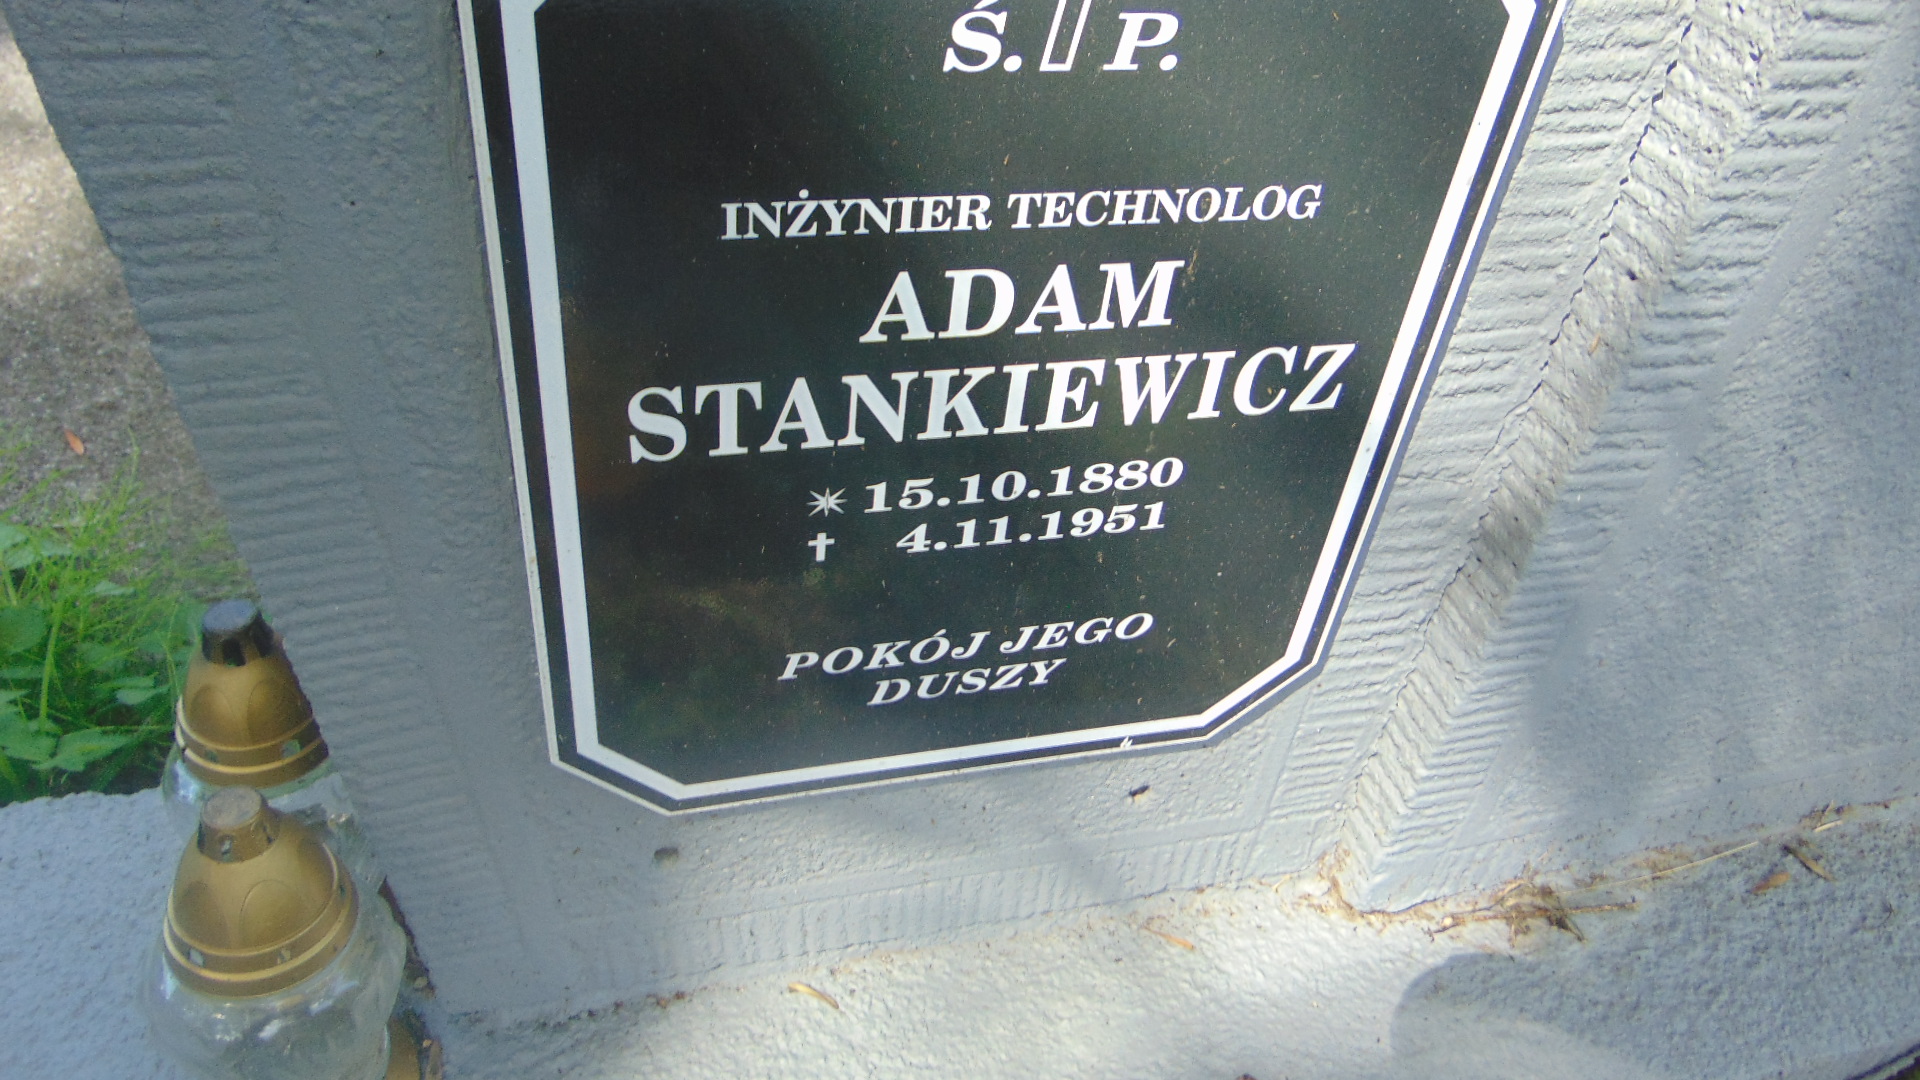 Ś. P.
INŻYNIER TECHNOLOG
ADAM
STANKIEWICZ
✴ 15.10.1880
✝ 4.11.1951
POKÓJ JEGO
DUSZY